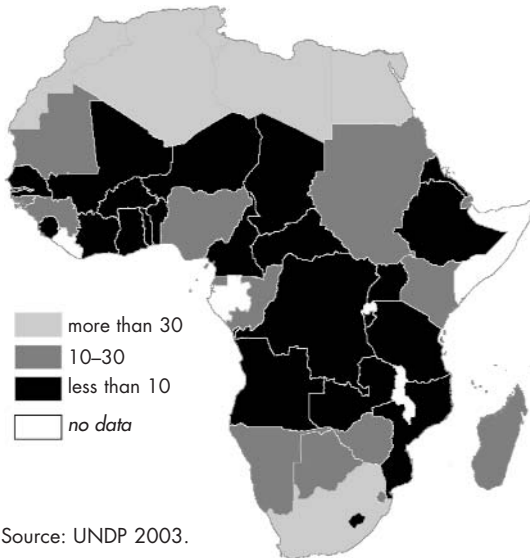 more than 30
10–30
less than 10
no data
Source: UNDP 2003.